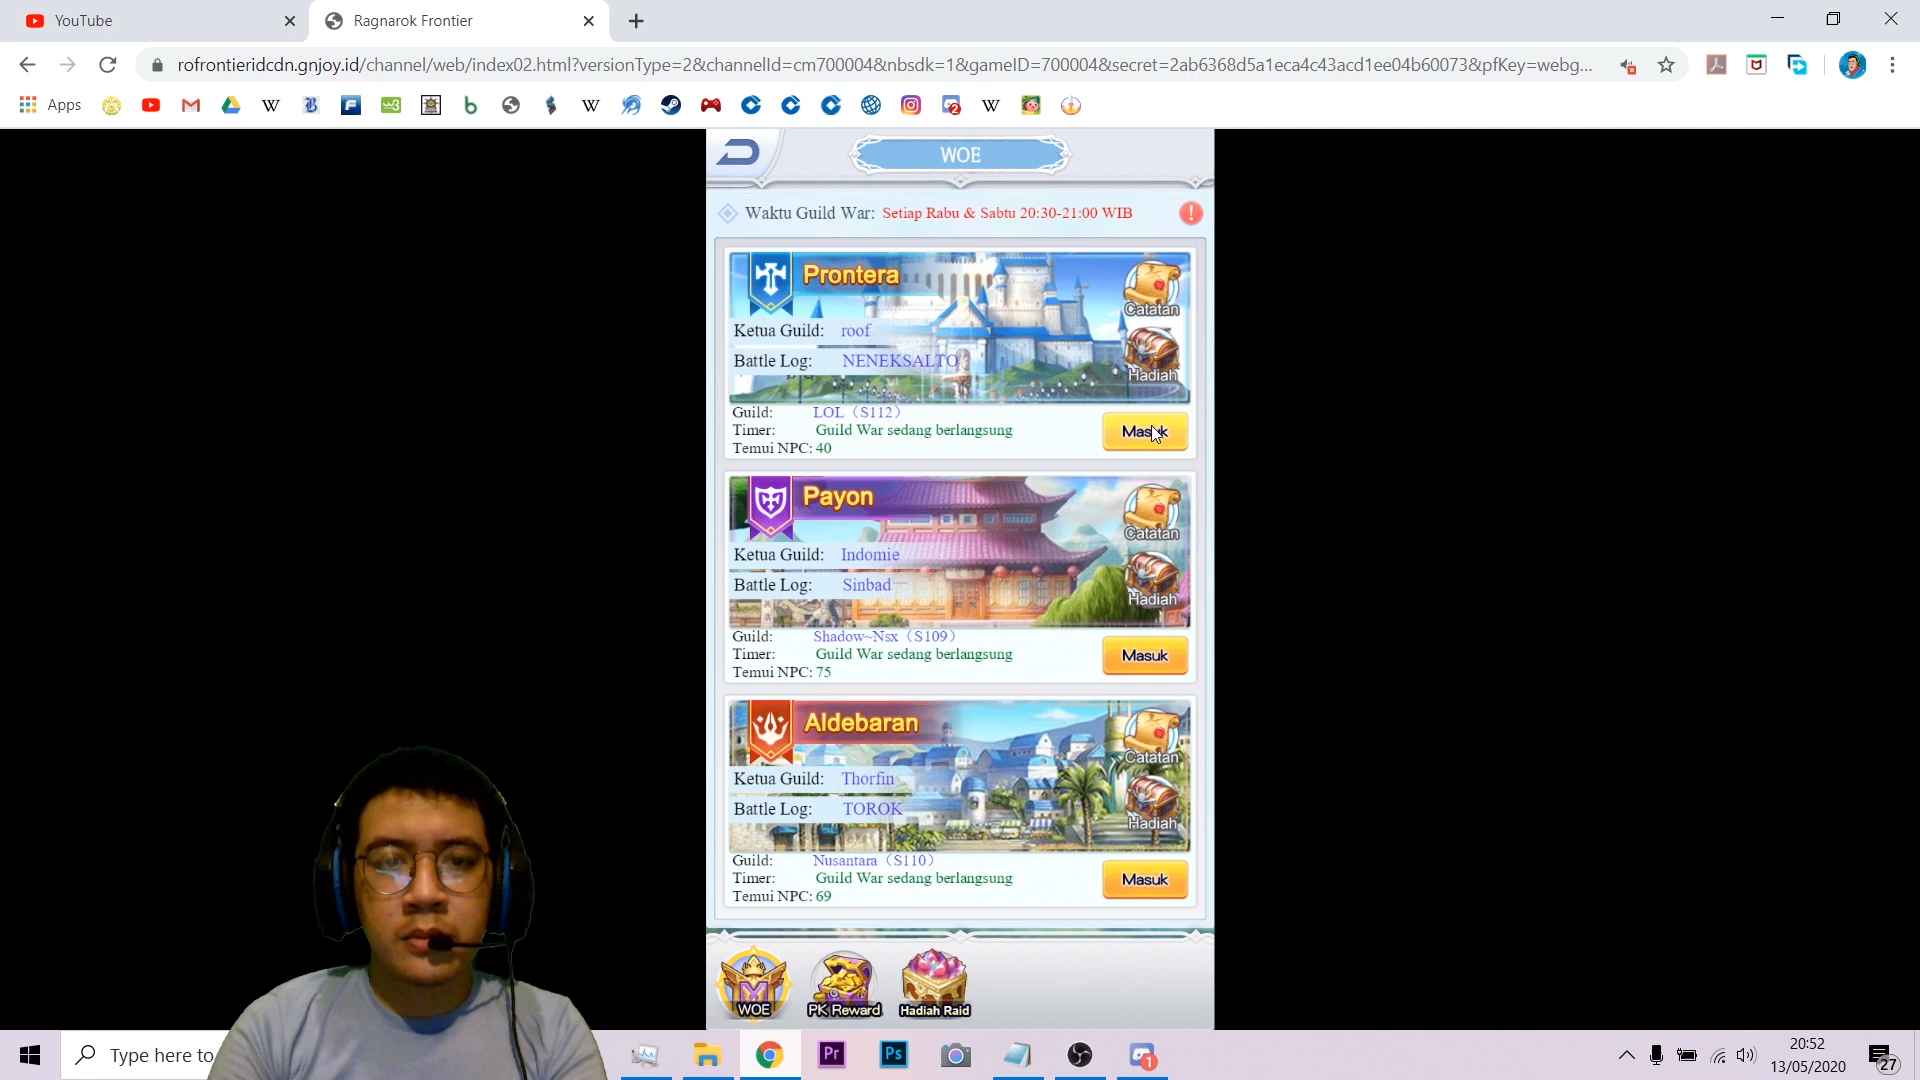 YouTube
Ragnarok Frontier
rofrontieridcdn.gnjoy.id/channel/web/index02.html?versionType=2&channelId=cm700004&nbsdk=1&gameID=700004&secret=2ab6368d5a1eca4c43acd1ee04b60073&pfKey=webg...
Apps
WOE
Waktu Guild War: Setiap Rabu & Sabtu 20:30-21:00 WIB
Prontera
Catatan
Ketua Guild: roof
Battle Log: NENEKSALTO
Hadiah
Guild: LOL（S112）
Timer: Guild War sedang berlangsung
Masuk
Temui NPC: 40
Payon
Catatan
Ketua Guild: Indomie
Battle Log: Sinbad
Hadiah
Guild: Shadow~Nsx（S109）
Timer: Guild War sedang berlangsung
Masuk
Temui NPC: 75
Aldebaran
Catatan
Ketua Guild: Thorfin
Battle Log: TOROK
Hadiah
Guild: Nusantara（S110）
Timer: Guild War sedang berlangsung
Masuk
Temui NPC: 69
WOE
PK Reward
Hadiah Raid
Type here to
Pr
Ps
1
20:52
13/05/2020
27